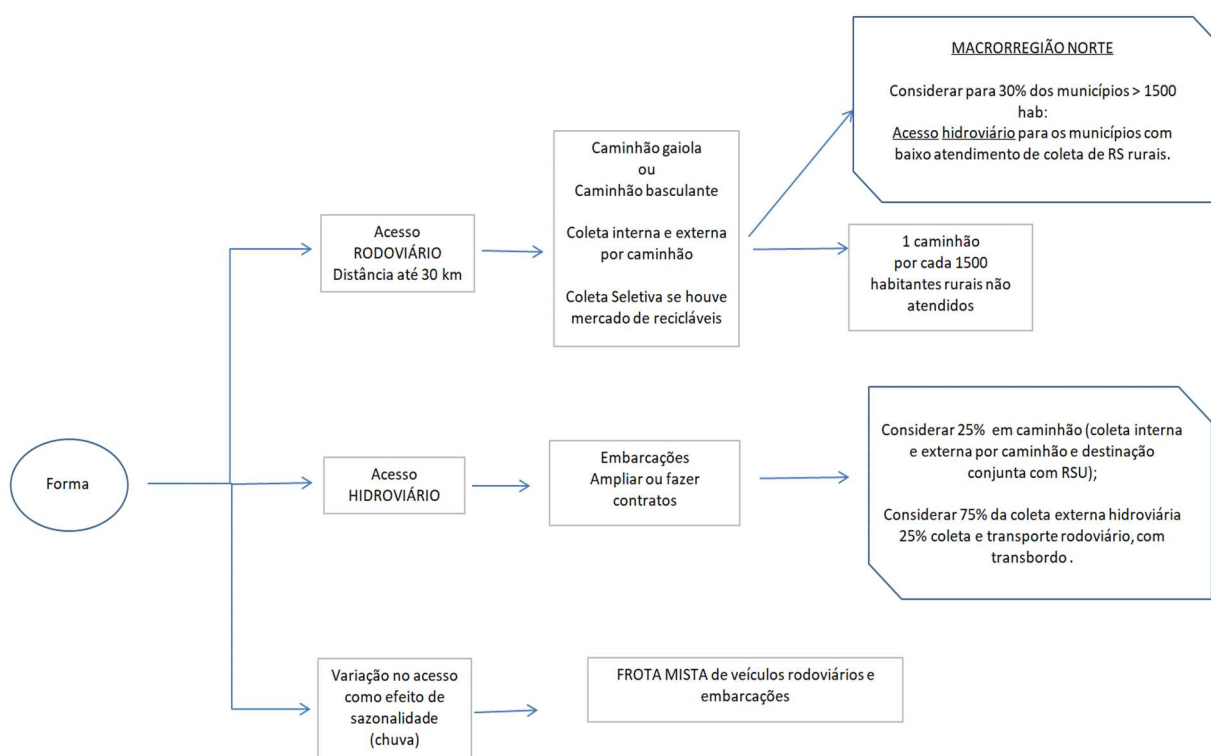 Forma
Acesso
RODOVIÁRIO
Distância até 30 km
Caminhão gaiola
ou
Caminhão basculante
Coleta interna e externa
por caminhão
Coleta Seletiva se houve
mercado de recicláveis
MACRORREGIÃO NORTE
Considerar para 30% dos municípios > 1500
hab:
Acesso hidroviário para os municípios com
baixo atendimento de coleta de RS rurais.
1 caminhão
por cada 1500
habitantes rurais não
atendidos
Acesso
HIDROVIÁRIO
Embarcações
Ampliar ou fazer
contratos
Considerar 25% em caminhão (coleta interna
e externa por caminhão e destinação
conjunta com RSU);
Considerar 75% da coleta externa hidroviária
25% coleta e transporte rodoviário, com
transbordo .
Variação no acesso
como efeito de
sazonalidade
(chuva)
FROTA MISTA de veículos rodoviários e
embarcações